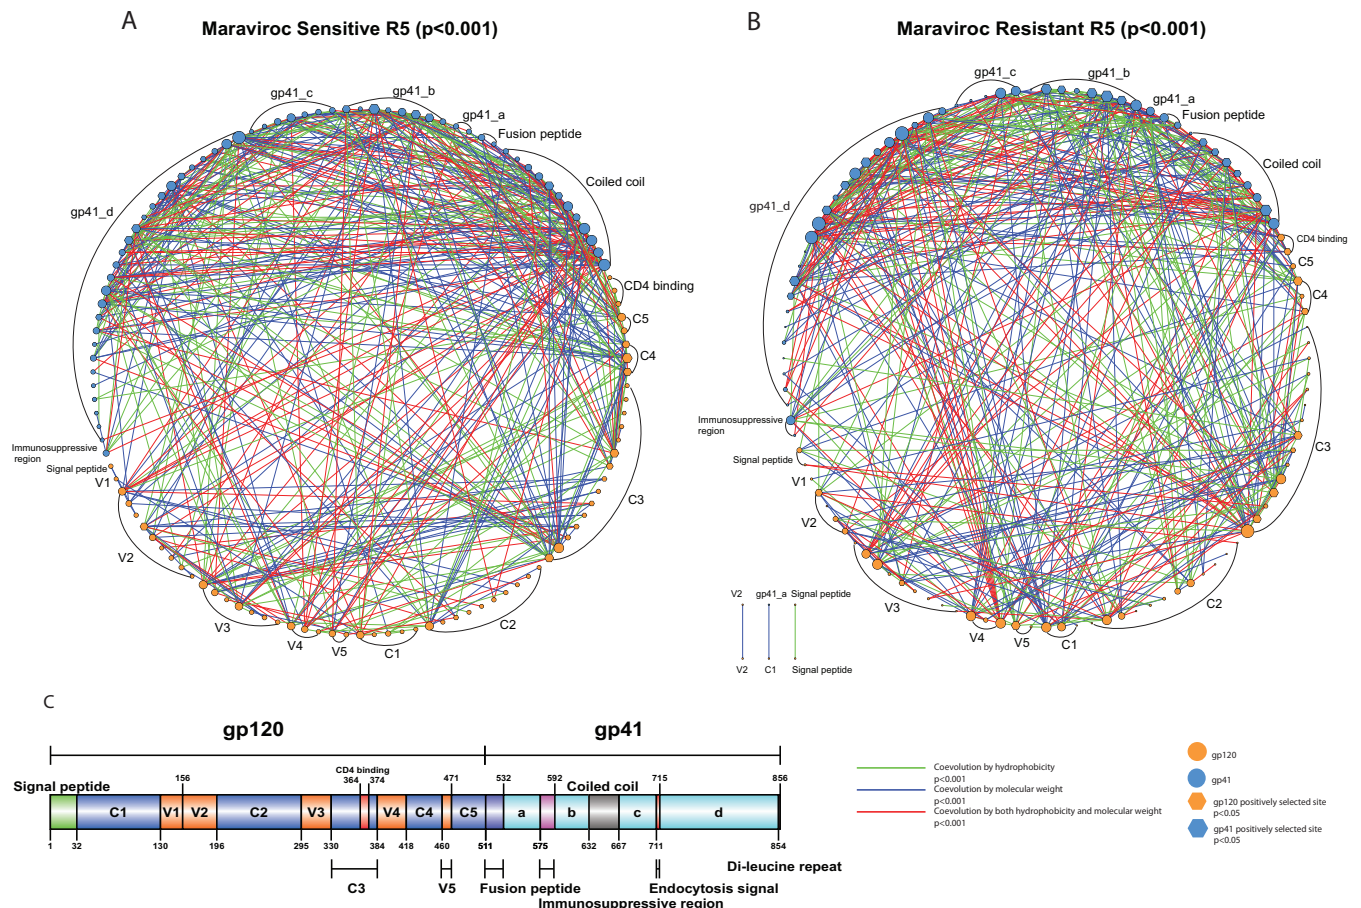 A
Maraviroc Sensitive R5 (p<0.001)
gp41_c
gp41_b
gp41_a
Fusion peptide
Coiled coil
gp41_d
CD4 binding
C5
C4
Immunosuppressive
region
Signal peptide
V1
C3
V2
V3
V4
V5
C1
C2
B
Maraviroc Resistant R5 (p<0.001)
gp41_c
gp41_b
gp41_a
Fusion peptide
Coiled coil
gp41_d
CD4 binding
C5
C4
Immunosuppressive
region
Signal peptide
V1
C3
V2
V3
V4
V5
C1
C2
V2 gp41_a Signal peptide
V2 C1 Signal peptide
C
gp120 gp41
156 CD4 binding 364 374 471 532 592 715 856
Signal peptide Coiled coil
C1 V1 V2 C2 V3 V4 C4 C5 a b c d
1 32 130 196 295 330 384 418 460 511 575 632 667 711 854
Di-leucine repeat
C3 V5 Fusion peptide Endocytosis signal
Immunosuppressive region
Coevolution by hydrophobicity
p<0.001
Coevolution by molecular weight
p<0.001
Coevolution by both hydrophobicity and molecular weight
p<0.001
gp120
gp41
gp120 positively selected site
p<0.05
gp41 positively selected site
p<0.05